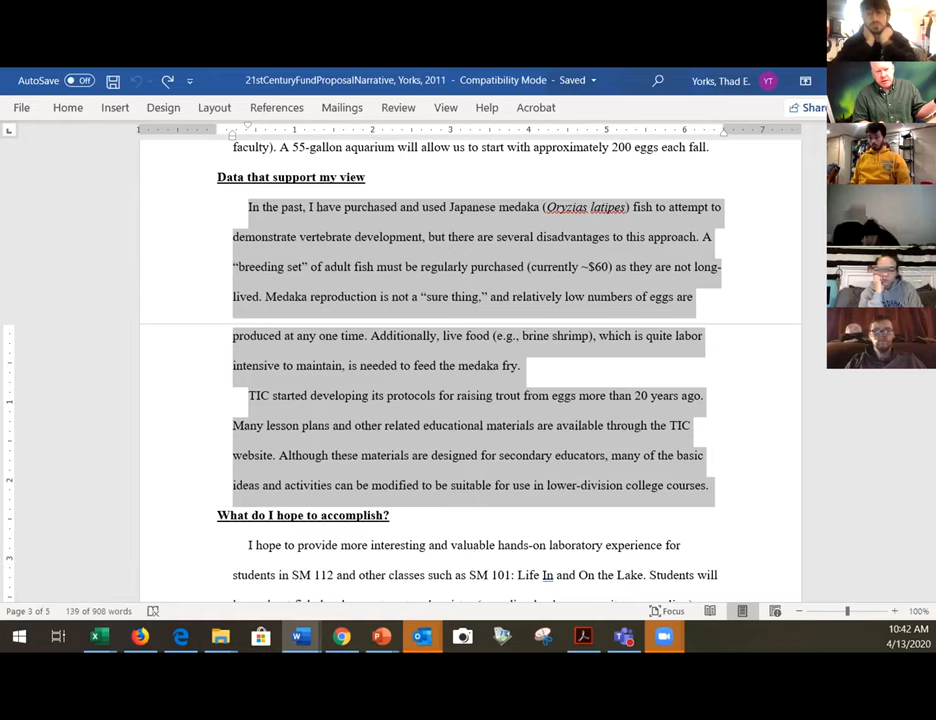 AutoSave Off 21stCenturyFundProposalNarrative, Yorks, 2011 - Compatibility Mode - Saved Yorks, Thad E. YT
File Home Insert Design Layout References Mailings Review View Help Acrobat Share
1 1 2 3 4 5 6 7
faculty). A 55-gallon aquarium will allow us to start with approximately 200 eggs each fall.
Data that support my view
In the past, I have purchased and used Japanese medaka (Oryzias latipes) fish to attempt to
demonstrate vertebrate development, but there are several disadvantages to this approach. A
“breeding set” of adult fish must be regularly purchased (currently ~$60) as they are not long-
lived. Medaka reproduction is not a “sure thing,” and relatively low numbers of eggs are
produced at any one time. Additionally, live food (e.g., brine shrimp), which is quite labor
intensive to maintain, is needed to feed the medaka fry.
TIC started developing its protocols for raising trout from eggs more than 20 years ago.
Many lesson plans and other related educational materials are available through the TIC
website. Although these materials are designed for secondary educators, many of the basic
ideas and activities can be modified to be suitable for use in lower-division college courses.
What do I hope to accomplish?
I hope to provide more interesting and valuable hands-on laboratory experience for
students in SM 112 and other classes such as SM 101: Life In and On the Lake. Students will
1
2
3
Page 3 of 5 139 of 908 words Focus 100%
10:42 AM
4/13/2020